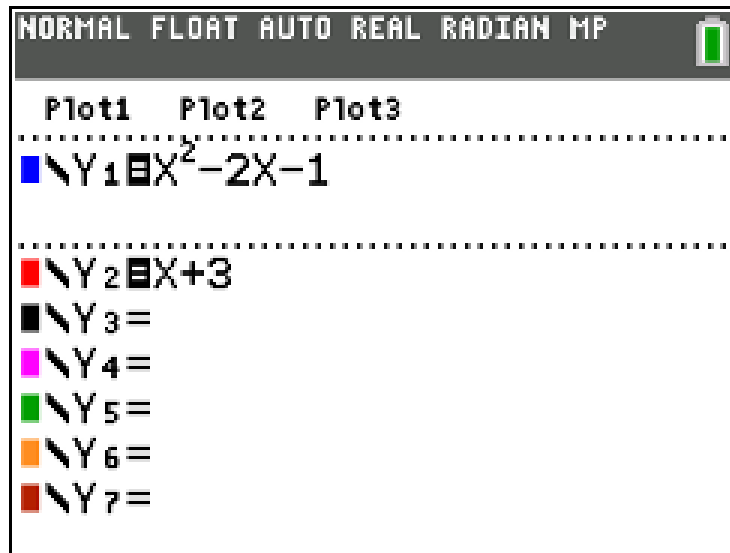 NORMAL FLOAT AUTO REAL RADIAN MP
Plot1 Plot2 Plot3
\Y₁=X²-2X-1
\Y₂=X+3
\Y₃=
\Y₄=
\Y₅=
\Y₆=
\Y₇=